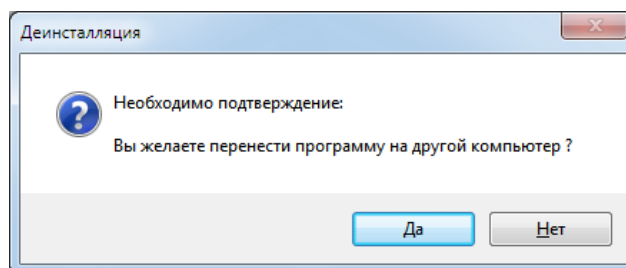 Деинсталляция
Необходимо подтверждение:
Вы желаете перенести программу на другой компьютер ?
Да
Нет